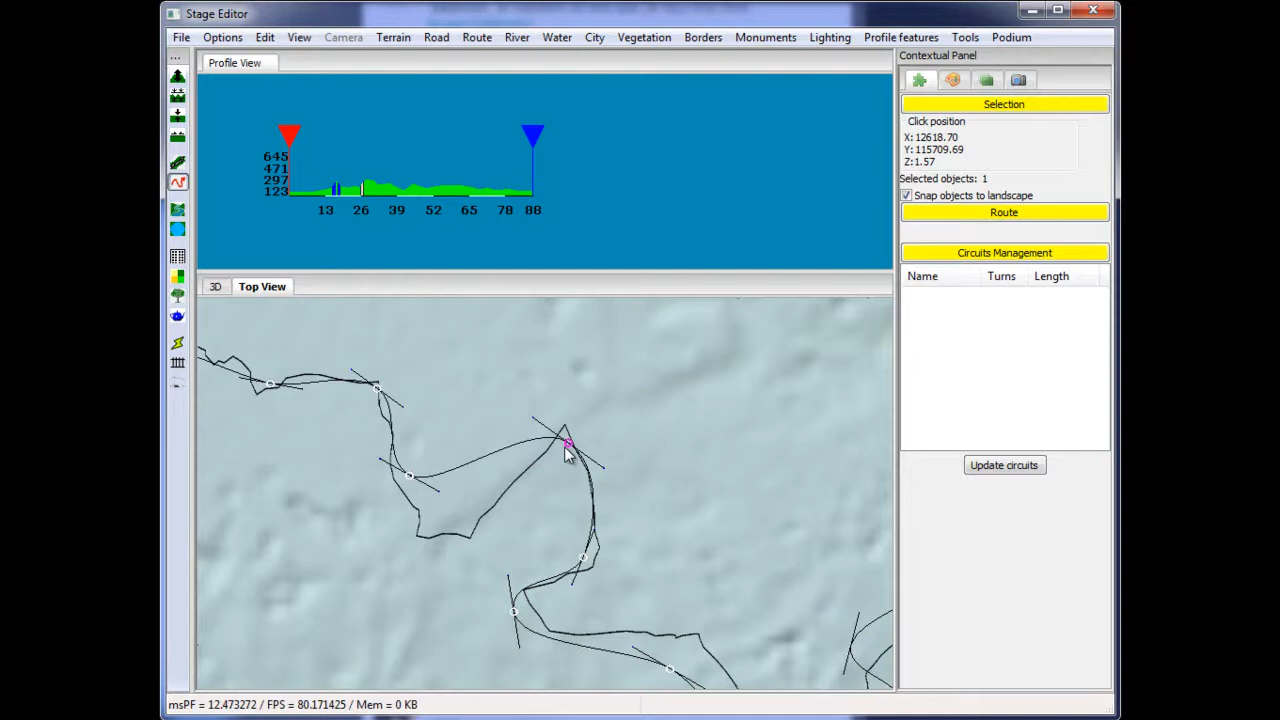 Stage Editor
File Options Edit View Camera Terrain Road Route River Water City Vegetation Borders Monuments Lighting Profile features Tools Podium
Profile View
645
471
297
123
13 26 39 52 65 78 88
3D Top View
Contextual Panel
Selection
Click position
X:12618.70
Y:115709.69
Z:1.57
Selected objects: 1
Snap objects to landscape
Route
Circuits Management
Name Turns Length
Update circuits
msPF = 12.473272 / FPS = 80.171425 / Mem = 0 KB